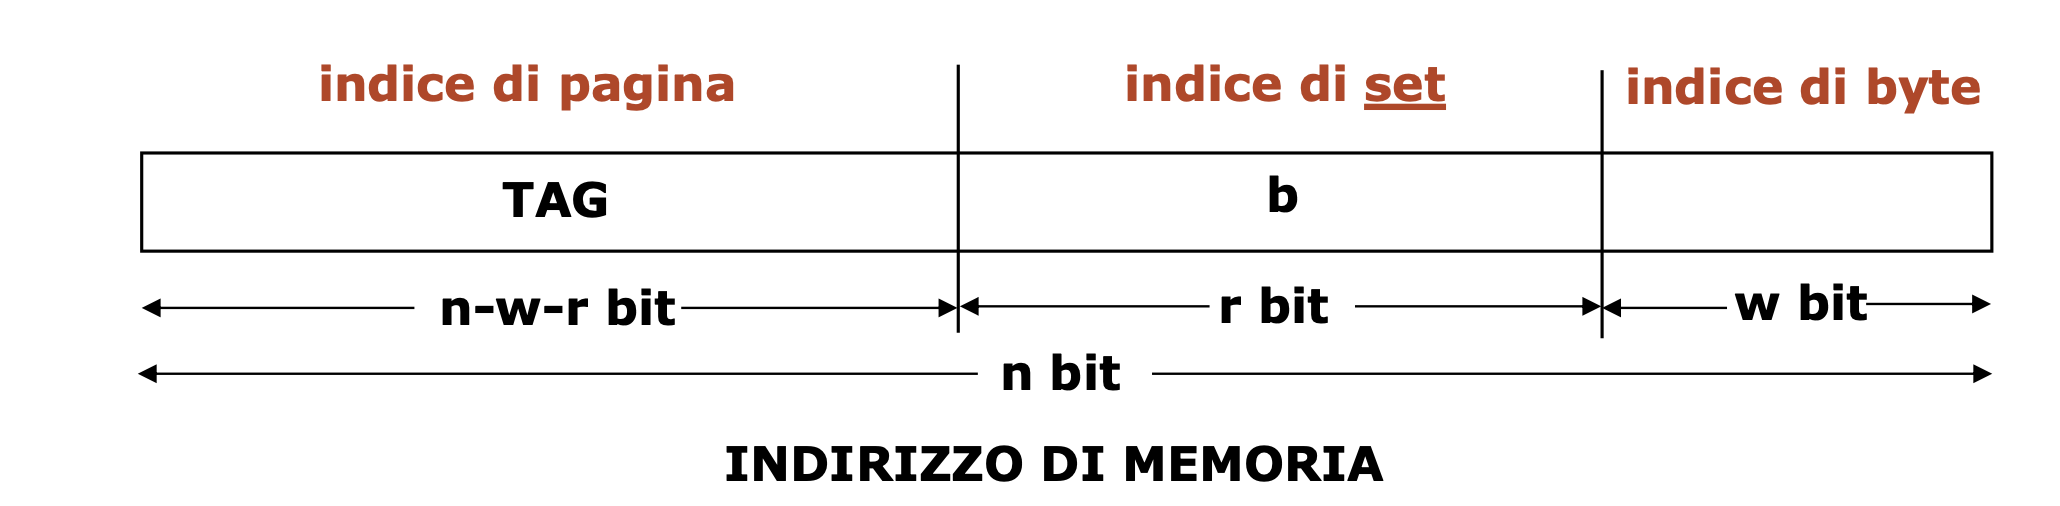 indice di pagina indice di set indice di byte
TAG b
n-w-r bit r bit w bit
n bit
INDIRIZZO DI MEMORIA